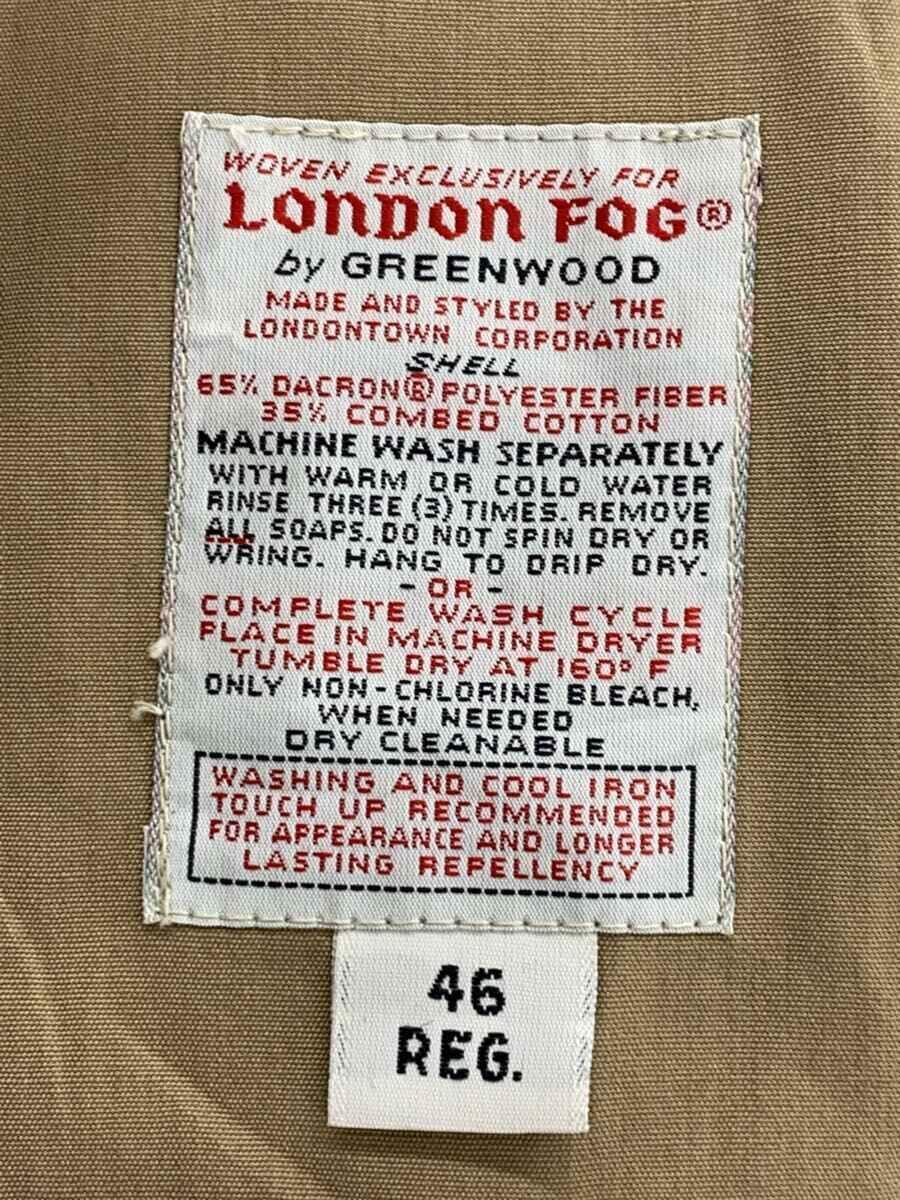 WOVEN EXCLUSIVELY FOR
LONDON FOG®
by GREENWOOD
MADE AND STYLED BY THE
LONDONTOWN CORPORATION
SHELL
65% DACRON® POLYESTER FIBER
35% COMBED COTTON
MACHINE WASH SEPARATELY
WITH WARM OR COLD WATER
RINSE THREE (3) TIMES. REMOVE
ALL SOAPS. DO NOT SPIN DRY OR
WRING. HANG TO DRIP DRY.
- OR -
COMPLETE WASH CYCLE
PLACE IN MACHINE DRYER
TUMBLE DRY AT 160° F
ONLY NON-CHLORINE BLEACH,
WHEN NEEDED
DRY CLEANABLE
WASHING AND COOL IRON
TOUCH UP RECOMMENDED
FOR APPEARANCE AND LONGER
LASTING REPELLENCY
46
REG.